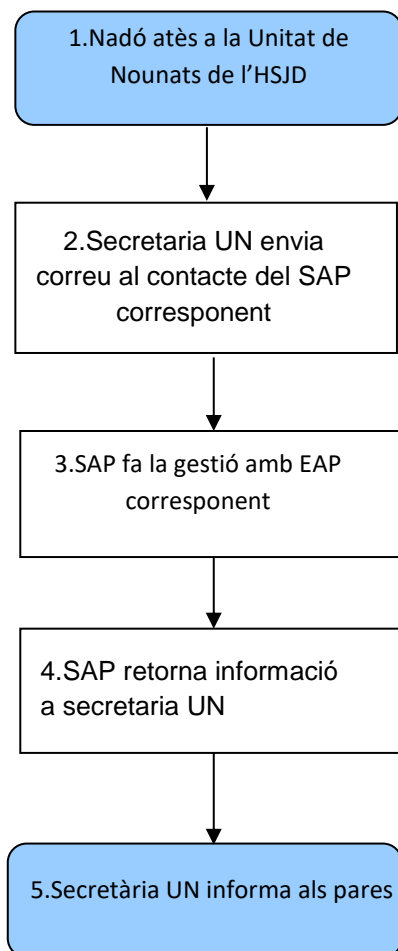 1.Nadó atès a la Unitat de
Nounats de l’HSJD
2.Secretaria UN envia
correu al contacte del SAP
corresponent
3.SAP fa la gestió amb EAP
corresponent
4.SAP retorna informació
a secretaria UN
5.Secretària UN informa als pares